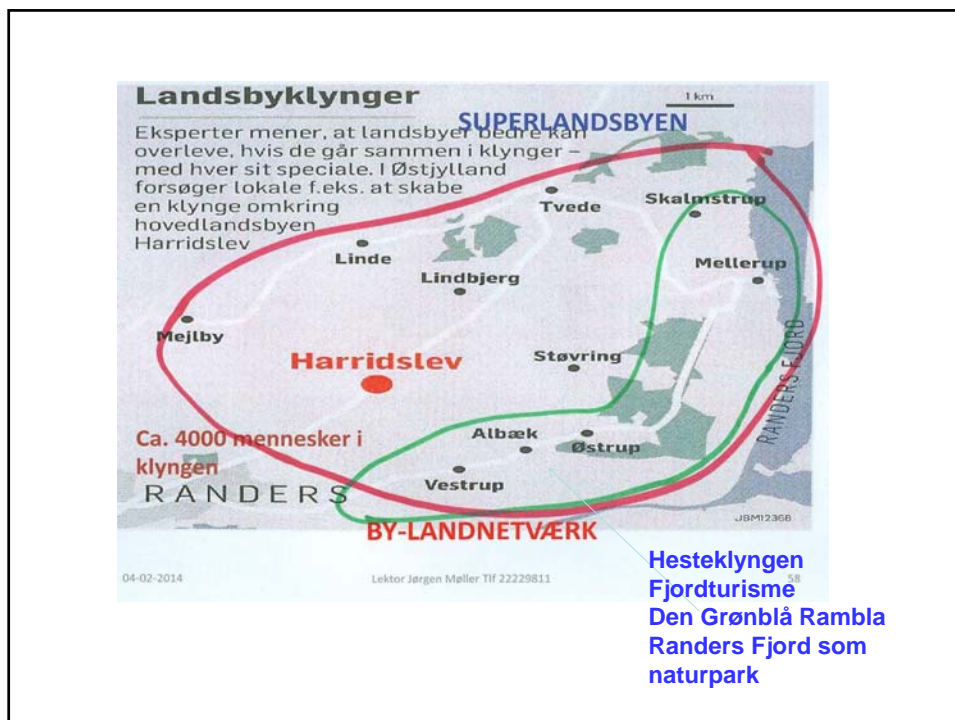 Landsbyklynger
1 km
SUPERLANDSBYEN
Eksperter mener, at landsbyer bedre kan
overleve, hvis de går sammen i klynger –
med hver sit speciale. I Østjylland
forsøger lokale f.eks. at skabe
en klynge omkring
hovedlandsbyen
Harridslev
Tvede
Skalmstrup
Linde
Lindbjerg
Mellerup
Mejlby
Harridslev
Støvring
RANDERS FJORD
Ca. 4000 mennesker i
klyngen
Albæk
Østrup
Vestrup
RANDERS
JBM12368
BY-LANDNETVÆRK
Hesteklyngen
Fjordturisme
Den Grønblå Rambla
Randers Fjord som
naturpark
04-02-2014
Lektor Jørgen Møller Tlf 22229811
58